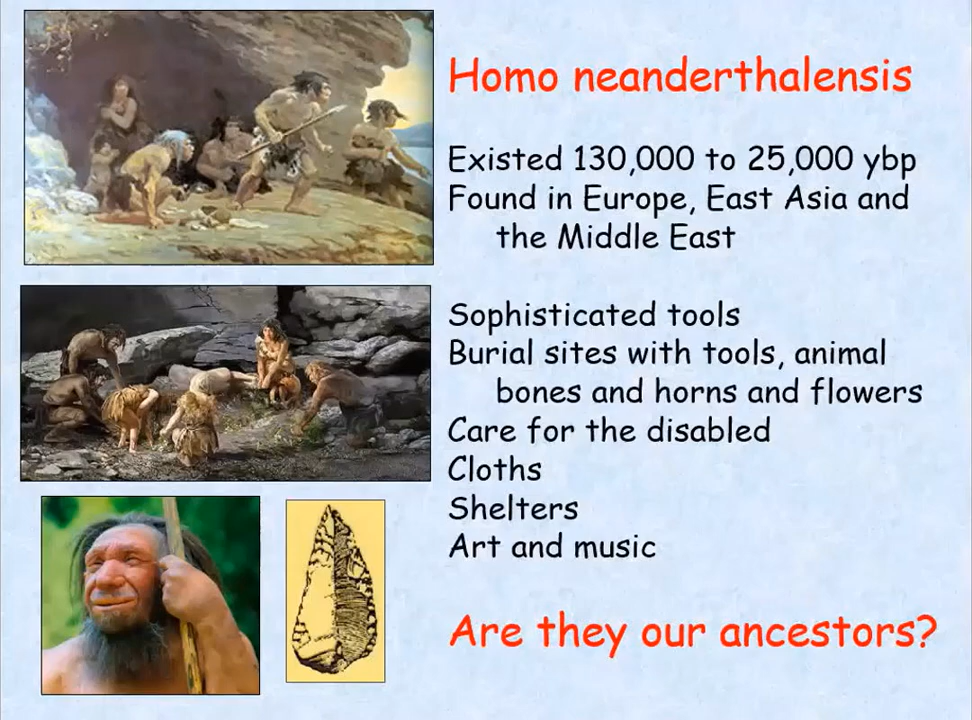 Homo neanderthalensis
Existed 130,000 to 25,000 ybp
Found in Europe, East Asia and
the Middle East
Sophisticated tools
Burial sites with tools, animal
bones and horns and flowers
Care for the disabled
Cloths
Shelters
Art and music
Are they our ancestors?